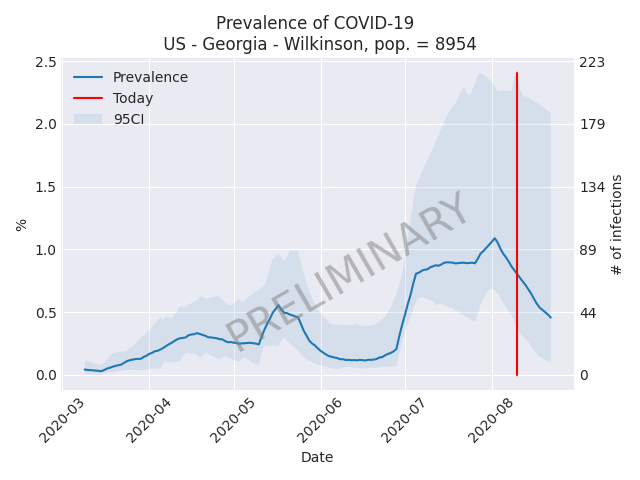 Prevalence of COVID-19
US - Georgia - Wilkinson, pop. = 8954
Prevalence
Today
95CI
2.5
2.0
1.5
1.0
0.5
0.0
%
223
179
134
89
44
0
# of infections
PRELIMINARY
2020-03
2020-04
2020-05
2020-06
2020-07
2020-08
Date